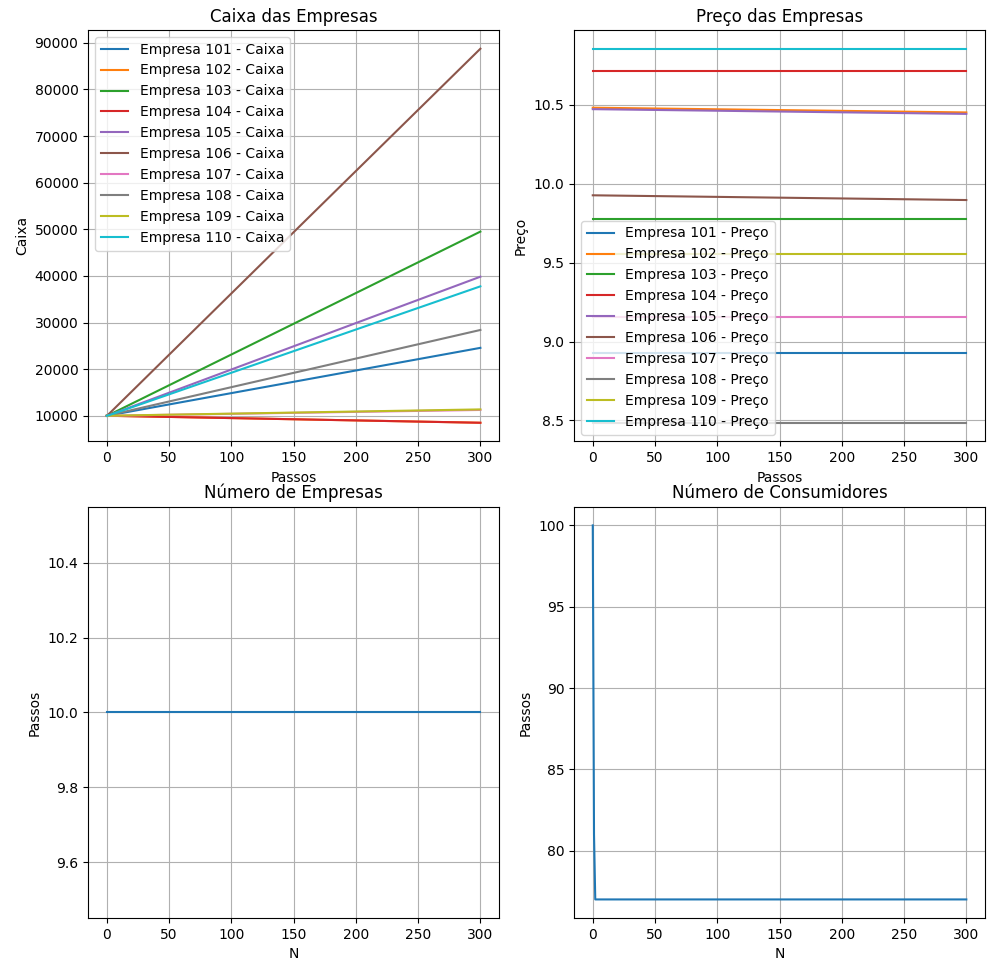 Caixa das Empresas
90000
80000
70000
60000
50000
40000
30000
20000
10000
Caixa
Empresa 101 - Caixa
Empresa 102 - Caixa
Empresa 103 - Caixa
Empresa 104 - Caixa
Empresa 105 - Caixa
Empresa 106 - Caixa
Empresa 107 - Caixa
Empresa 108 - Caixa
Empresa 109 - Caixa
Empresa 110 - Caixa
0 50 100 150 200 250 300
Passos
Preço das Empresas
10.5
10.0
9.5
9.0
8.5
Preço
Empresa 101 - Preço
Empresa 102 - Preço
Empresa 103 - Preço
Empresa 104 - Preço
Empresa 105 - Preço
Empresa 106 - Preço
Empresa 107 - Preço
Empresa 108 - Preço
Empresa 109 - Preço
Empresa 110 - Preço
0 50 100 150 200 250 300
Passos
Número de Empresas
10.4
10.2
10.0
9.8
9.6
Passos
0 50 100 150 200 250 300
N
Número de Consumidores
100
95
90
85
80
Passos
0 50 100 150 200 250 300
N